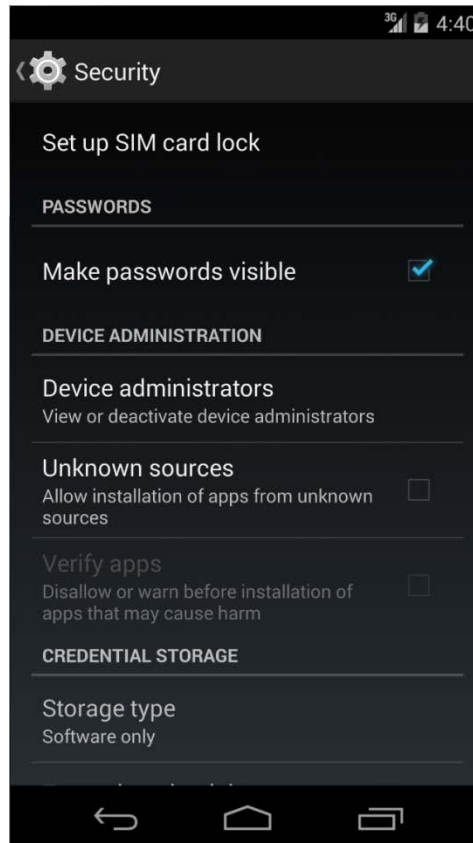 3G 4:40
Security
Set up SIM card lock
PASSWORDS
Make passwords visible
DEVICE ADMINISTRATION
Device administrators
View or deactivate device administrators
Unknown sources
Allow installation of apps from unknown
sources
Verify apps
Disallow or warn before installation of
apps that may cause harm
CREDENTIAL STORAGE
Storage type
Software only